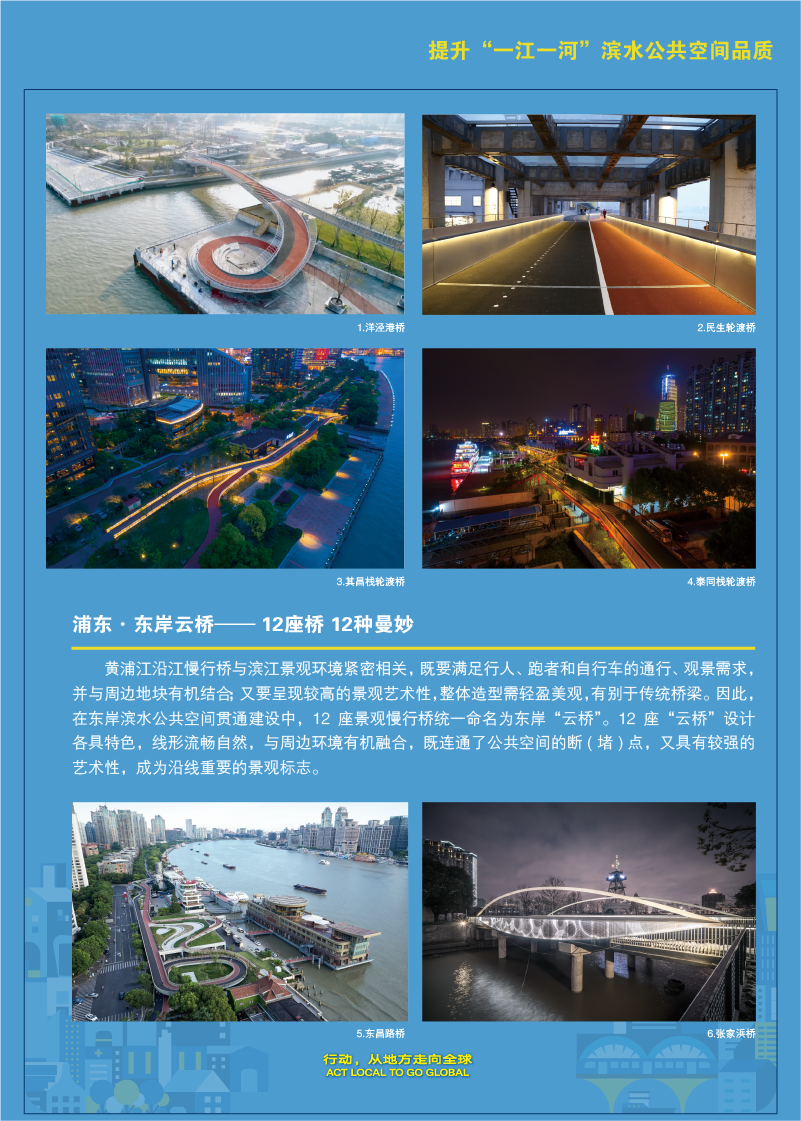 提升“一江一河”滨水公共空间品质
1.洋泾港桥
2.民生轮渡桥
3.其昌栈轮渡桥
4.泰同栈轮渡桥
浦东·东岸云桥—— 12座桥 12种曼妙
黄浦江沿江慢行桥与滨江景观环境紧密相关，既要满足行人、跑者和自行车的通行、观景需求，
并与周边地块有机结合；又要呈现较高的景观艺术性，整体造型需轻盈美观，有别于传统桥梁。因此，
在东岸滨水公共空间贯通建设中，12 座景观慢行桥统一命名为东岸“云桥”。12 座“云桥”设计
各具特色，线形流畅自然，与周边环境有机融合，既连通了公共空间的断(堵)点，又具有较强的
艺术性，成为沿线重要的景观标志。
5.东昌路桥
6.张家浜桥
行动，从地方走向全球
ACT LOCAL TO GO GLOBAL